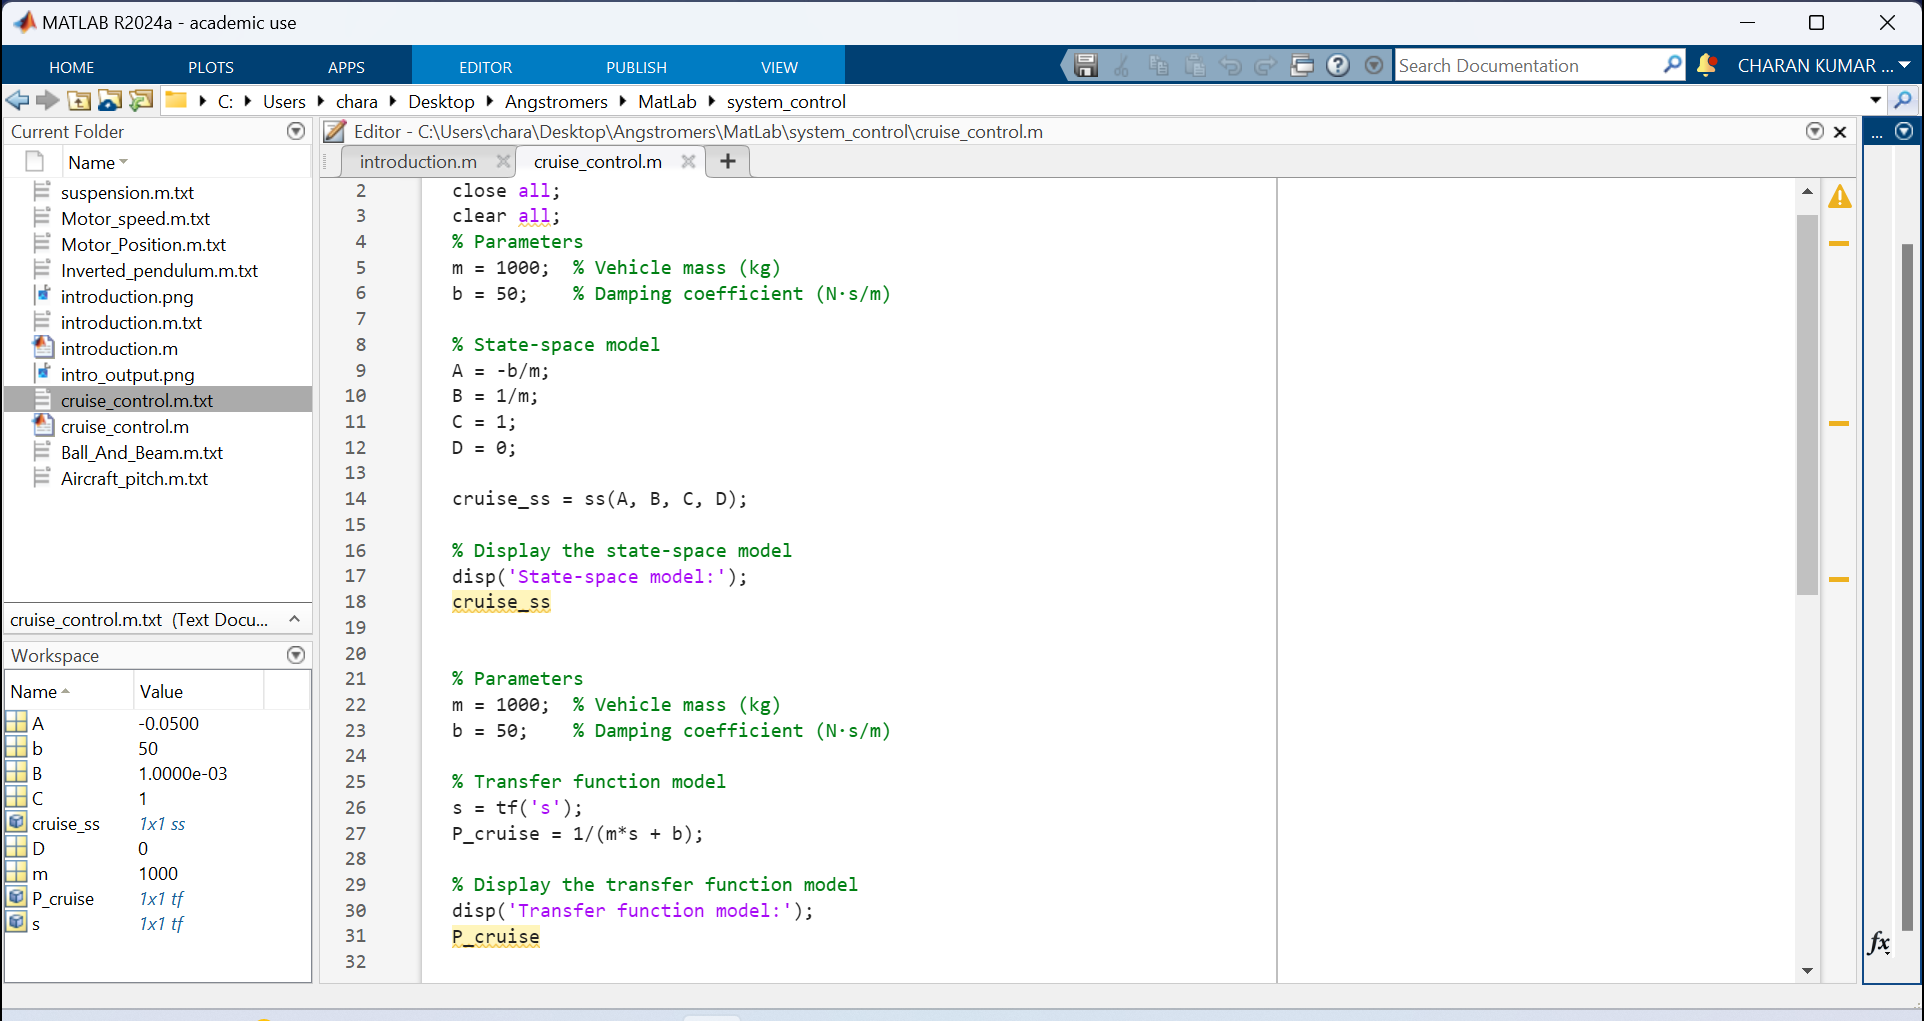 MATLAB R2024a - academic use
HOME PLOTS APPS EDITOR PUBLISH VIEW Search Documentation CHARAN KUMAR ...
C: Users chara Desktop Angstromers MatLab system_control
Current Folder
Name
suspension.m.txt
Motor_speed.m.txt
Motor_Position.m.txt
Inverted_pendulum.m.txt
introduction.png
introduction.m.txt
introduction.m
intro_output.png
cruise_control.m.txt
cruise_control.m
Ball_And_Beam.m.txt
Aircraft_pitch.m.txt
cruise_control.m.txt (Text Docu...
Workspace
Name Value
A -0.0500
b 50
B 1.0000e-03
C 1
cruise_ss 1x1 ss
D 0
m 1000
P_cruise 1x1 tf
s 1x1 tf
Editor - C:\Users\chara\Desktop\Angstromers\MatLab\system_control\cruise_control.m
introduction.m cruise_control.m +
2 close all;
3 clear all;
4 % Parameters
5 m = 1000; % Vehicle mass (kg)
6 b = 50; % Damping coefficient (N·s/m)
7
8 % State-space model
9 A = -b/m;
10 B = 1/m;
11 C = 1;
12 D = 0;
13
14 cruise_ss = ss(A, B, C, D);
15
16 % Display the state-space model
17 disp('State-space model:');
18 cruise_ss
19
20
21 % Parameters
22 m = 1000; % Vehicle mass (kg)
23 b = 50; % Damping coefficient (N·s/m)
24
25 % Transfer function model
26 s = tf('s');
27 P_cruise = 1/(m*s + b);
28
29 % Display the transfer function model
30 disp('Transfer function model:');
31 P_cruise
32
...
fx